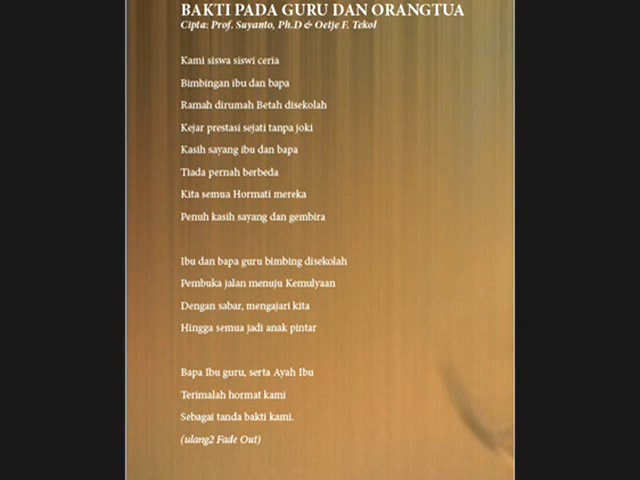 BAKTI PADA GURU DAN ORANGTUA
Cipta: Prof. Suyanto, Ph.D & Oetje F. Tekol
Kami siswa siswi ceria
Bimbingan ibu dan bapa
Ramah dirumah Betah disekolah
Kejar prestasi sejati tanpa joki
Kasih sayang ibu dan bapa
Tiada pernah berbeda
Kita semua Hormati mereka
Penuh kasih sayang dan gembira
Ibu dan bapa guru bimbing disekolah
Pembuka jalan menuju Kemulyaan
Dengan sabar, mengajari kita
Hingga semua jadi anak pintar
Bapa Ibu guru, serta Ayah Ibu
Terimalah hormat kami
Sebagai tanda bakti kami.
(ulang2 Fade Out)